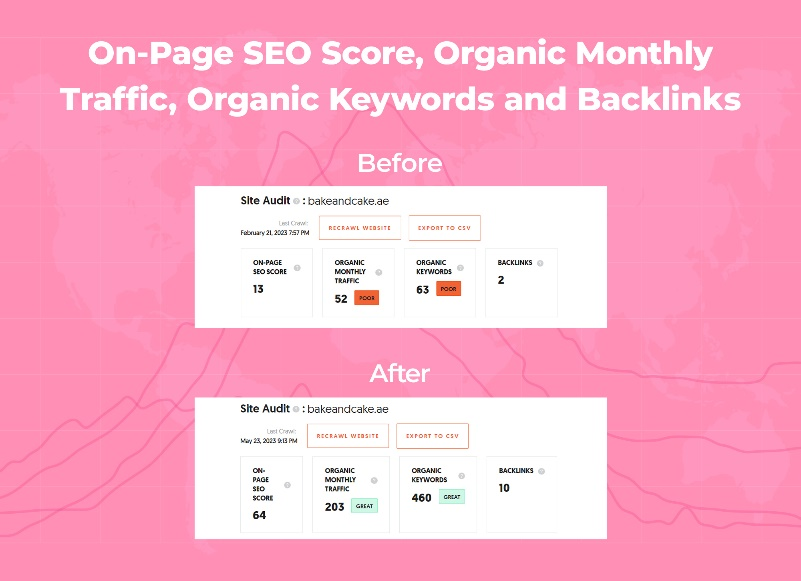 On-Page SEO Score, Organic Monthly
Traffic, Organic Keywords and Backlinks
Before
Site Audit ? : bakeandcake.ae
Last Crawl:
February 21, 2023 7:57 PM
RECRAWL WEBSITE
EXPORT TO CSV
ON-PAGE
SEO SCORE ?
13
ORGANIC
MONTHLY
TRAFFIC ?
52 POOR
ORGANIC
KEYWORDS ?
63 POOR
BACKLINKS ?
2
After
Site Audit ? : bakeandcake.ae
Last Crawl:
May 23, 2023 9:13 PM
RECRAWL WEBSITE
EXPORT TO CSV
ON-
PAGE
SEO ?
SCORE
64
ORGANIC
MONTHLY ?
TRAFFIC
203 GREAT
ORGANIC
KEYWORDS ?
460 GREAT
BACKLINKS ?
10